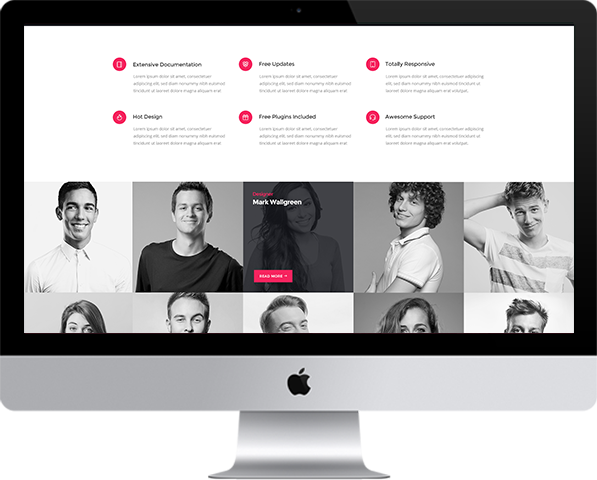 Extensive Documentation
Lorem ipsum dolor sit amet, consectetuer
adipiscing elit, sed diam nonummy nibh euismod
tincidunt ut laoreet dolore magna aliquam erat
Free Updates
Lorem ipsum dolor sit amet, consectetuer
adipiscing elit, sed diam nonummy nibh euismod
tincidunt ut laoreet dolore magna aliquam erat
Totally Responsive
Lorem ipsum dolor sit amet, consectetuer
adipiscing elit, sed diam nonummy nibh euismod
tincidunt ut laoreet dolore magna aliquam erat volutpat.
Hot Design
Lorem ipsum dolor sit amet, consectetuer
adipiscing elit, sed diam nonummy nibh euismod
tincidunt ut laoreet dolore magna aliquam erat
Free Plugins Included
Lorem ipsum dolor sit amet, consectetuer
adipiscing elit, sed diam nonummy nibh euismod
tincidunt ut laoreet dolore magna aliquam erat
Awesome Support
Lorem ipsum dolor sit amet, consectetuer
adipiscing elit, sed diam nonummy nibh euismod
tincidunt ut laoreet dolore magna aliquam erat volutpat.
Designer
Mark Wallgreen
READ MORE